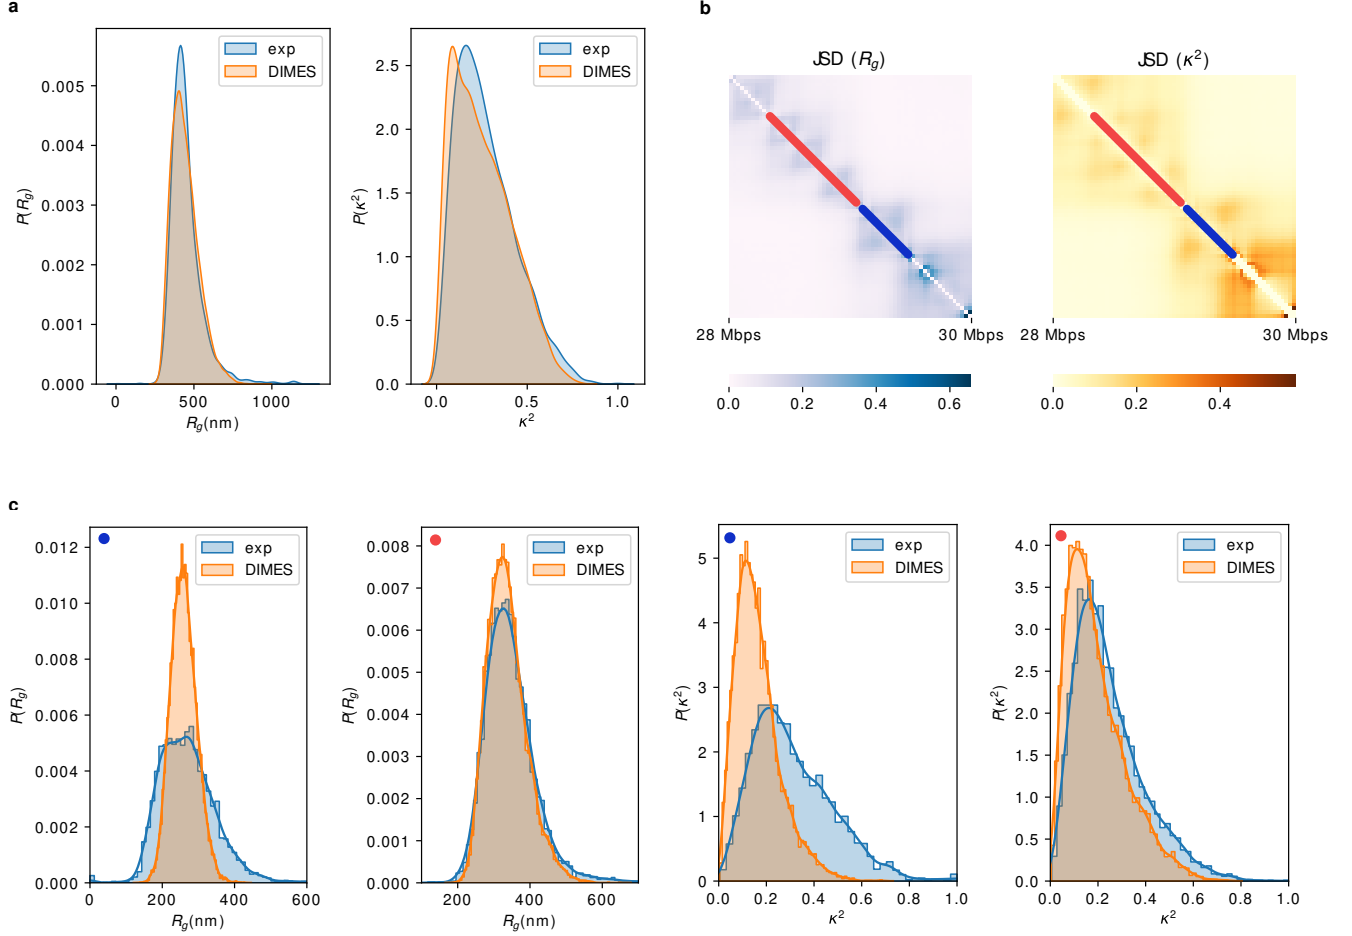 a
exp
DIMES
0.005
0.004
0.003
0.002
0.001
0.000
P(Rg)
0
500
1000
Rg(nm)
exp
DIMES
2.5
2.0
1.5
1.0
0.5
0.0
P(κ²)
0.0
0.5
1.0
κ²
b
JSD (Rg)
28 Mbps
30 Mbps
0.0
0.2
0.4
0.6
JSD (κ²)
28 Mbps
30 Mbps
0.0
0.2
0.4
c
exp
DIMES
0.012
0.010
0.008
0.006
0.004
0.002
0.000
P(Rg)
0
200
400
600
Rg(nm)
exp
DIMES
0.008
0.007
0.006
0.005
0.004
0.003
0.002
0.001
0.000
P(Rg)
200
400
600
Rg(nm)
exp
DIMES
5
4
3
2
1
0
P(κ²)
0.0
0.2
0.4
0.6
0.8
1.0
κ²
exp
DIMES
4.0
3.5
3.0
2.5
2.0
1.5
1.0
0.5
0.0
P(κ²)
0.0
0.2
0.4
0.6
0.8
1.0
κ²